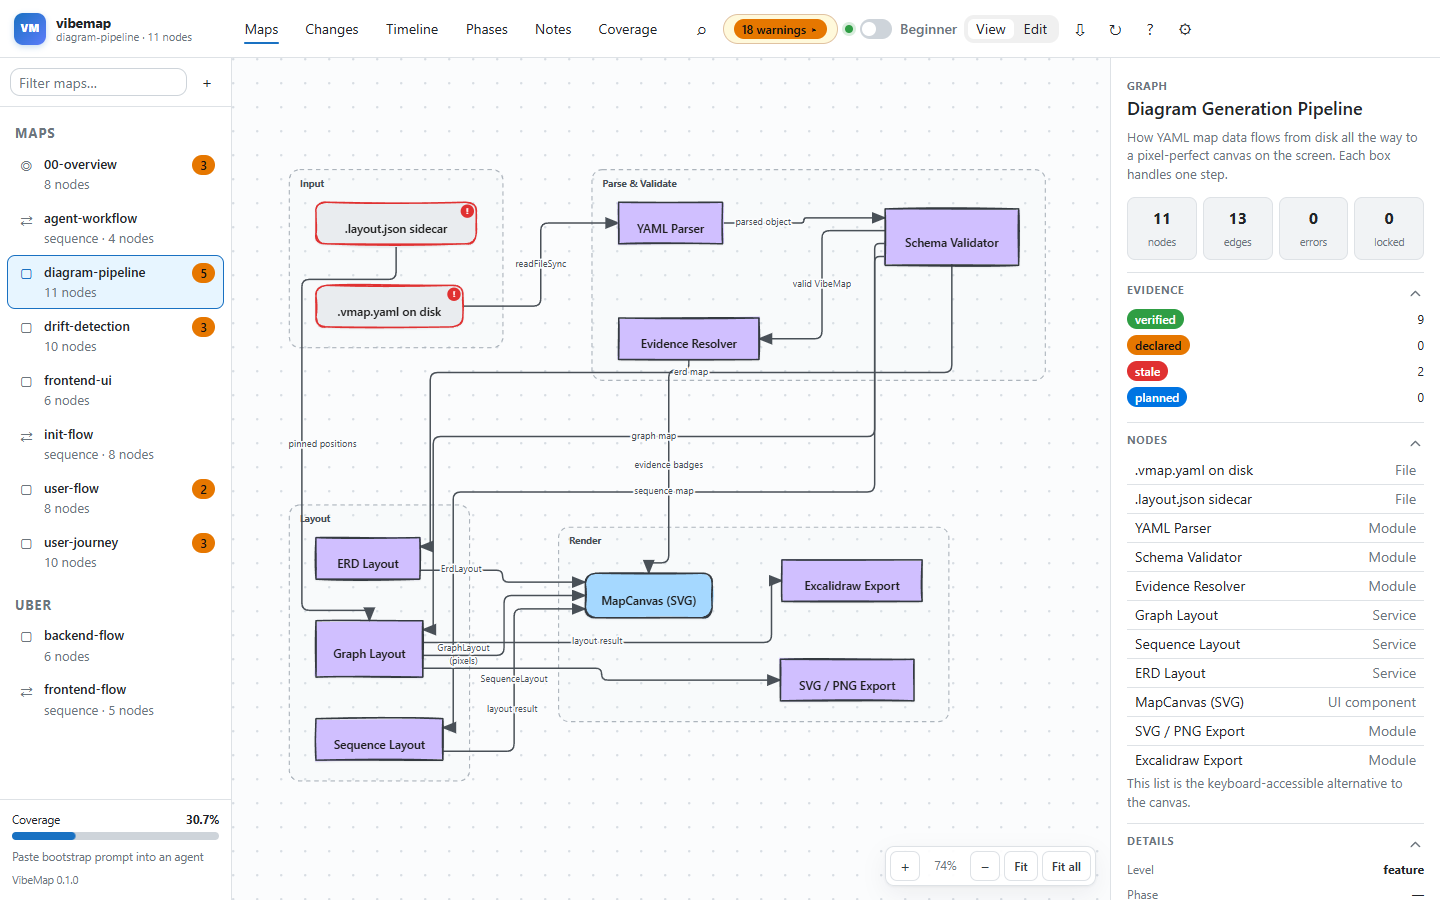 VM
vibemap
diagram-pipeline · 11 nodes
Maps
Changes
Timeline
Phases
Notes
Coverage
18 warnings
Beginner
View
Edit
?
Filter maps...
+
MAPS
00-overview
3
8 nodes
agent-workflow
sequence · 4 nodes
diagram-pipeline
5
11 nodes
drift-detection
3
10 nodes
frontend-ui
6 nodes
init-flow
sequence · 8 nodes
user-flow
2
8 nodes
user-journey
3
10 nodes
UBER
backend-flow
6 nodes
frontend-flow
sequence · 5 nodes
Coverage
30.7%
Paste bootstrap prompt into an agent
VibeMap 0.1.0
Input
.layout.json sidecar
!
.vmap.yaml on disk
!
readFileSync
Parse & Validate
YAML Parser
parsed object
Schema Validator
valid VibeMap
Evidence Resolver
erd map
graph map
pinned positions
evidence badges
sequence map
Layout
ERD Layout
ErdLayout
Graph Layout
GraphLayout
(pixels)
SequenceLayout
layout result
Sequence Layout
Render
MapCanvas (SVG)
Excalidraw Export
layout result
SVG / PNG Export
+
74%
−
Fit
Fit all
GRAPH
Diagram Generation Pipeline
How YAML map data flows from disk all the way to
a pixel-perfect canvas on the screen. Each box
handles one step.
11
nodes
13
edges
0
errors
0
locked
EVIDENCE
verified
9
declared
0
stale
2
planned
0
NODES
.vmap.yaml on disk
File
.layout.json sidecar
File
YAML Parser
Module
Schema Validator
Module
Evidence Resolver
Module
Graph Layout
Service
Sequence Layout
Service
ERD Layout
Service
MapCanvas (SVG)
UI component
SVG / PNG Export
Module
Excalidraw Export
Module
This list is the keyboard-accessible alternative to
the canvas.
DETAILS
Level
feature
Phase
—